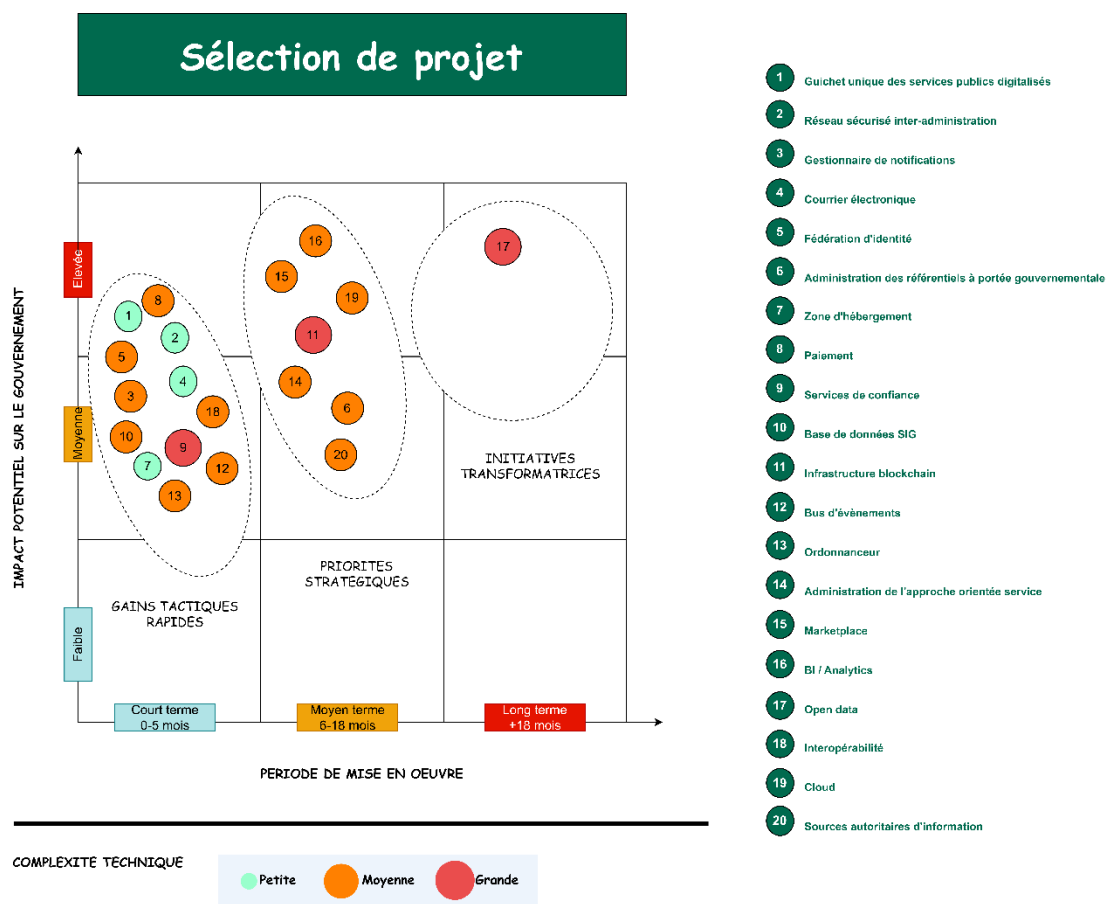 Sélection de projet
IMPACT POTENTIEL SUR LE GOUVERNEMENT
Elevée
Moyenne
Faible
16
17
15
8
19
1
2
11
5
4
14
3
6
18
10
9
20
7
12
13
INITIATIVES
TRANSFORMATRICES
PRIORITES
STRATÉGIQUES
GAINS TACTIQUES
RAPIDES
Court terme
0-5 mois
Moyen terme
6-18 mois
Long terme
+18 mois
PERIODE DE MISE EN OEUVRE
COMPLEXITE TECHNIQUE
Petite
Moyenne
Grande
1 Guichet unique des services publics digitalisés
2 Réseau sécurisé inter-administration
3 Gestionnaire de notifications
4 Courrier électronique
5 Fédération d'identité
6 Administration des référentiels à portée gouvernementale
7 Zone d'hébergement
8 Paiement
9 Services de confiance
10 Base de données SIG
11 Infrastructure blockchain
12 Bus d'évènements
13 Ordonnanceur
14 Administration de l'approche orientée service
15 Marketplace
16 BI / Analytics
17 Open data
18 Interopérabilité
19 Cloud
20 Sources autoritaires d'information